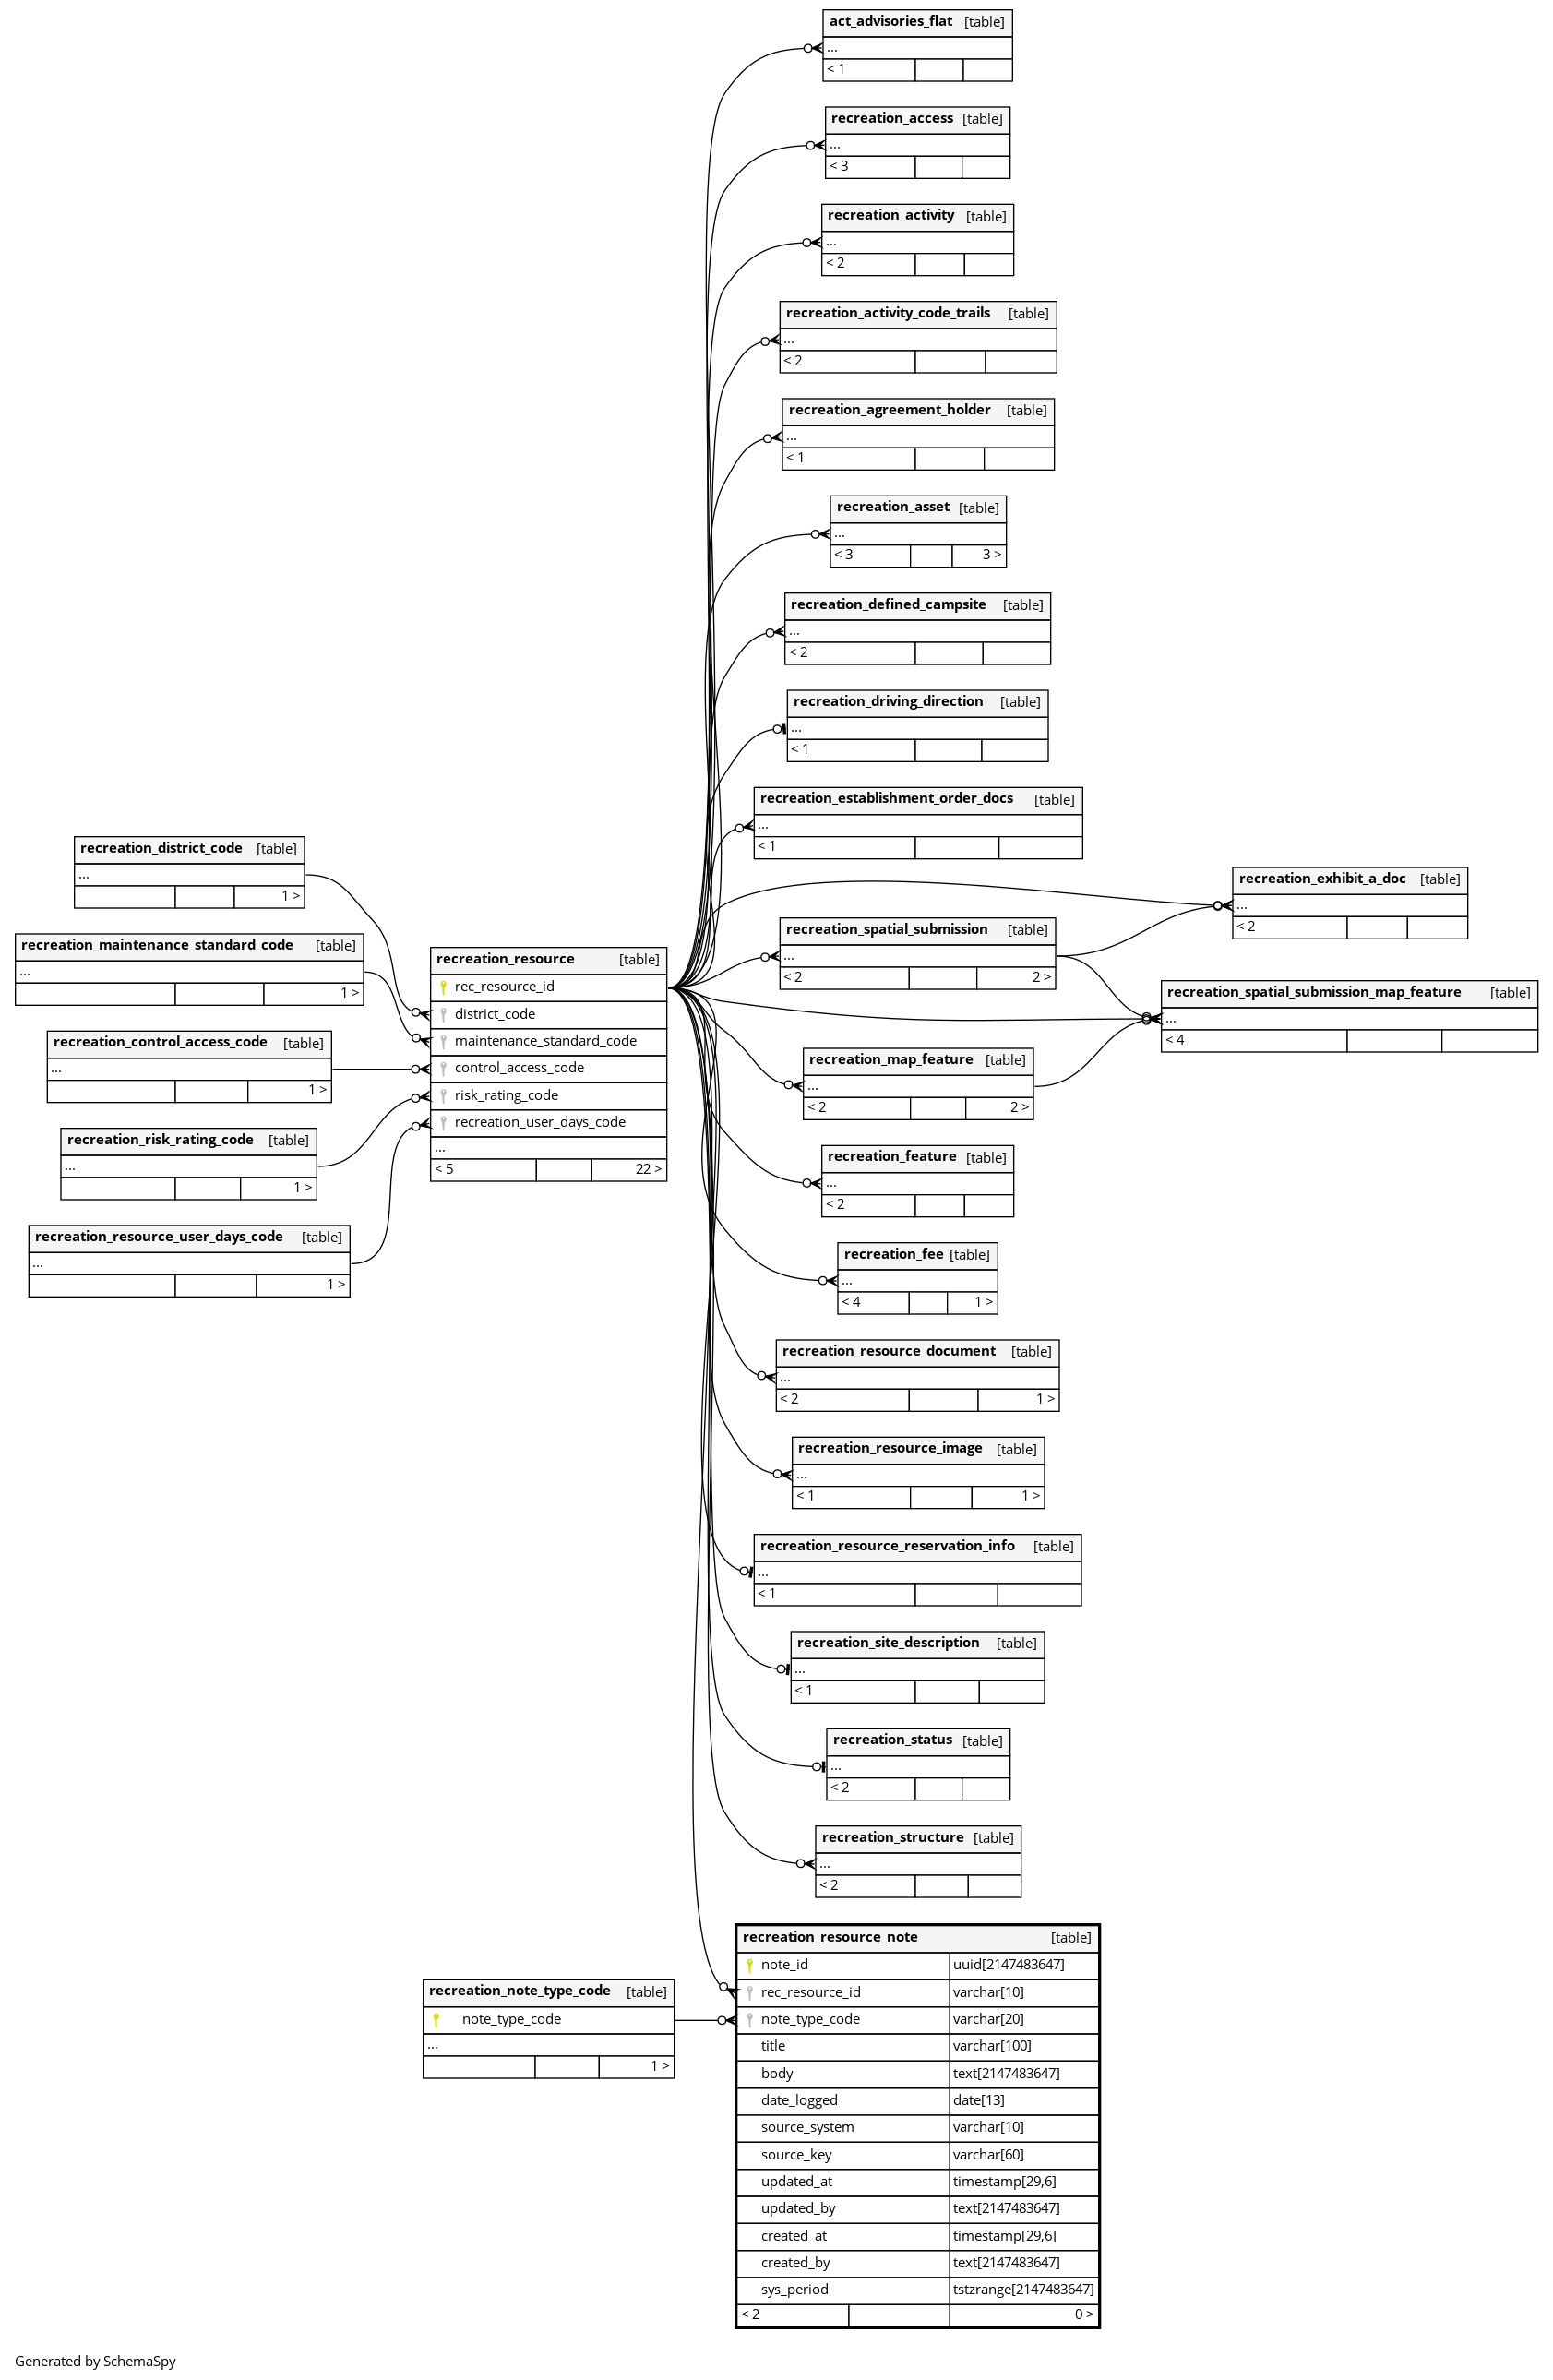 act_advisories_flat [table]
...
< 1
recreation_access [table]
...
< 3
recreation_activity [table]
...
< 2
recreation_activity_code_trails [table]
...
< 2
recreation_agreement_holder [table]
...
< 1
recreation_asset [table]
...
< 3 3 >
recreation_defined_campsite [table]
...
< 2
recreation_driving_direction [table]
...
< 1
recreation_establishment_order_docs [table]
...
< 1
recreation_exhibit_a_doc [table]
...
< 2
recreation_spatial_submission [table]
...
< 2 2 >
recreation_spatial_submission_map_feature [table]
...
< 4
recreation_map_feature [table]
...
< 2 2 >
recreation_feature [table]
...
< 2
recreation_fee [table]
...
< 4 1 >
recreation_resource_document [table]
...
< 2 1 >
recreation_resource_image [table]
...
< 1 1 >
recreation_resource_reservation_info [table]
...
< 1
recreation_site_description [table]
...
< 1
recreation_status [table]
...
< 2
recreation_structure [table]
...
< 2
recreation_district_code [table]
...
1 >
recreation_maintenance_standard_code [table]
...
1 >
recreation_control_access_code [table]
...
1 >
recreation_risk_rating_code [table]
...
1 >
recreation_resource_user_days_code [table]
...
1 >
recreation_resource [table]
rec_resource_id
district_code
maintenance_standard_code
control_access_code
risk_rating_code
recreation_user_days_code
...
< 5 22 >
recreation_note_type_code [table]
note_type_code
...
1 >
recreation_resource_note [table]
note_id uuid[2147483647]
rec_resource_id varchar[10]
note_type_code varchar[20]
title varchar[100]
body text[2147483647]
date_logged date[13]
source_system varchar[10]
source_key varchar[60]
updated_at timestamp[29,6]
updated_by text[2147483647]
created_at timestamp[29,6]
created_by text[2147483647]
sys_period tstzrange[2147483647]
< 2 0 >
Generated by SchemaSpy